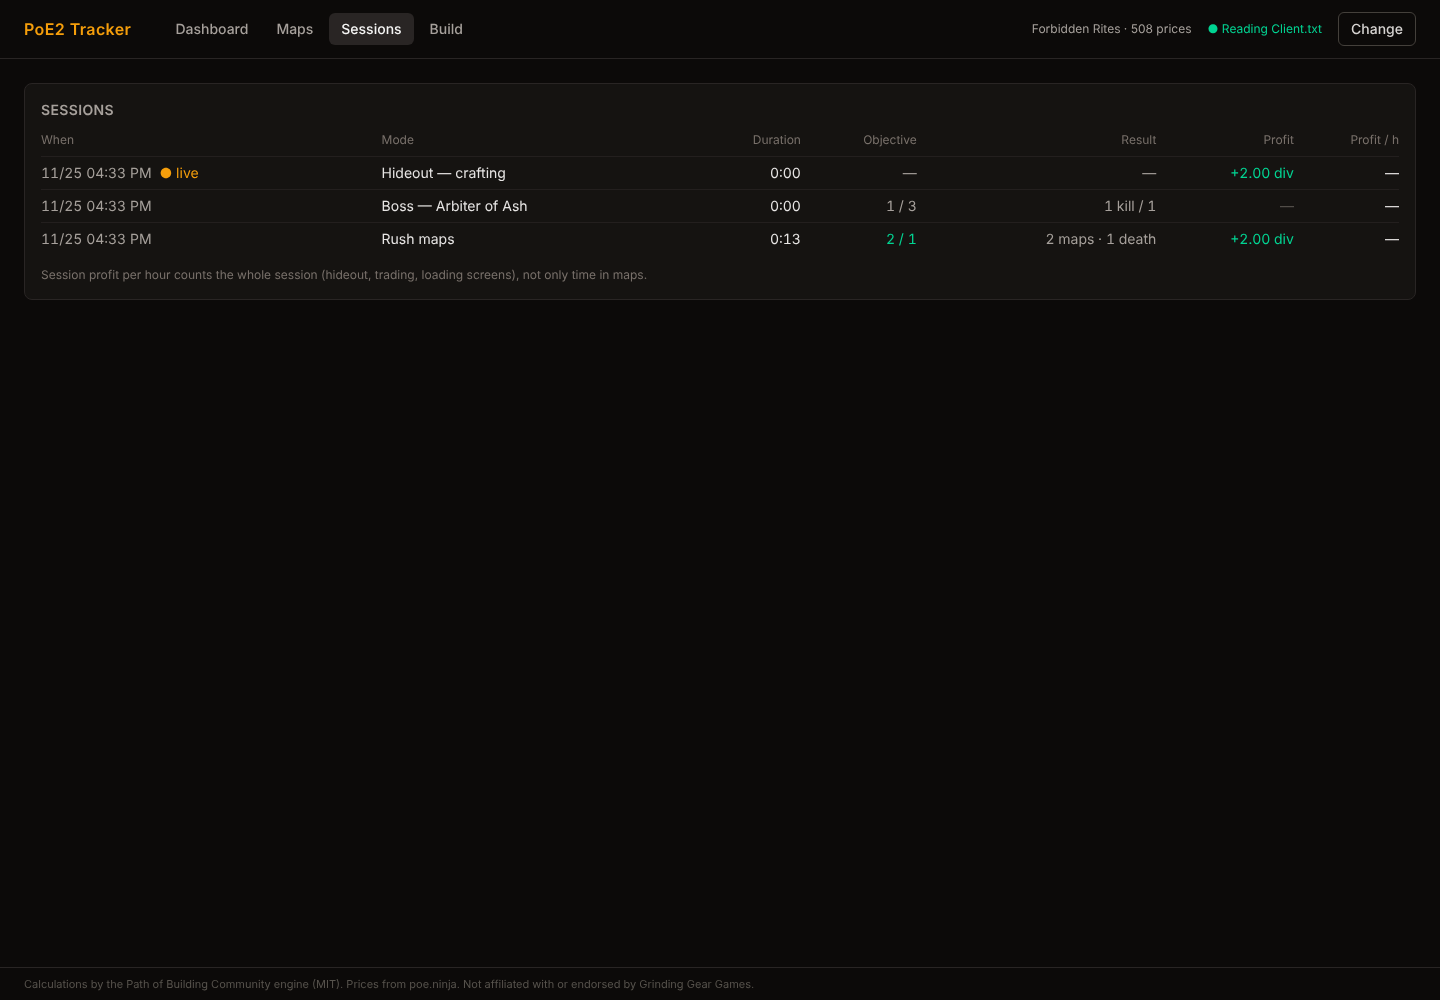 PoE2 Tracker Dashboard Maps Sessions Build Forbidden Rites · 508 prices ● Reading Client.txt Change
SESSIONS
When Mode Duration Objective Result Profit Profit / h
11/25 04:33 PM ● live Hideout — crafting 0:00 — — +2.00 div —
11/25 04:33 PM Boss — Arbiter of Ash 0:00 1 / 3 1 kill / 1 — —
11/25 04:33 PM Rush maps 0:13 2 / 1 2 maps · 1 death +2.00 div —
Session profit per hour counts the whole session (hideout, trading, loading screens), not only time in maps.
Calculations by the Path of Building Community engine (MIT). Prices from poe.ninja. Not affiliated with or endorsed by Grinding Gear Games.